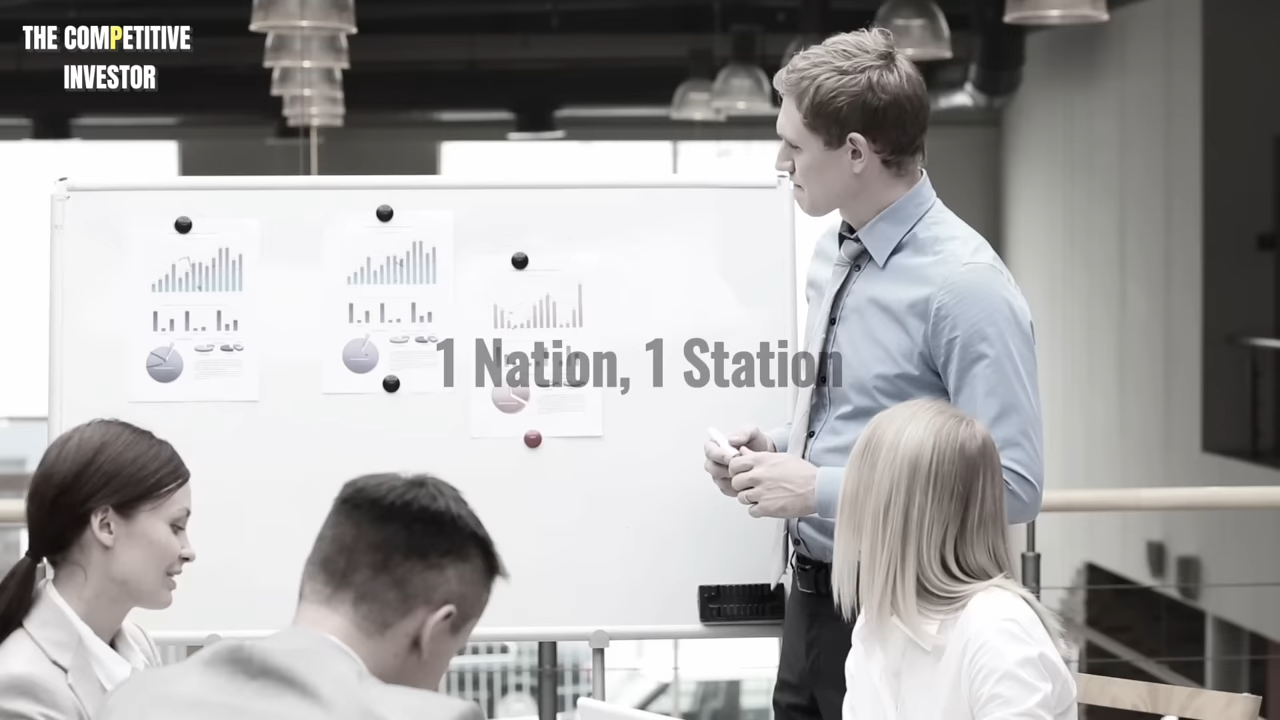 THE COMPETITIVE
INVESTOR
1 Nation, 1 Station